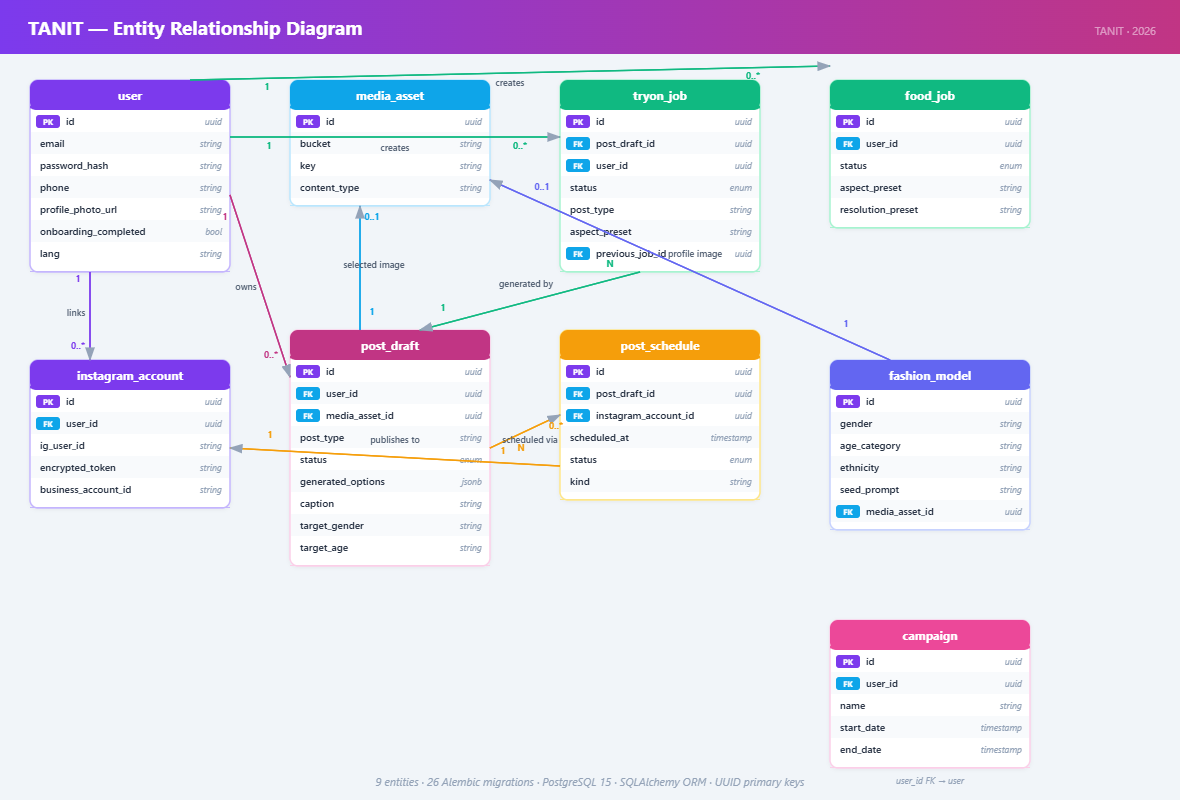 TANIT — Entity Relationship Diagram
TANIT · 2026
creates
1
0..*
user
PK id uuid
email string
password_hash string
phone string
profile_photo_url string
onboarding_completed bool
lang string
media_asset
PK id uuid
bucket string
key string
content_type string
tryon_job
PK id uuid
FK post_draft_id uuid
FK user_id uuid
status enum
post_type string
aspect_preset string
FK previous_job_id uuid
food_job
PK id uuid
FK user_id uuid
status enum
aspect_preset string
resolution_preset string
1
creates
0..*
1
owns
0..*
1
links
0..*
0..1
selected image
1
0..1
profile image
1
N
generated by
1
instagram_account
PK id uuid
FK user_id uuid
ig_user_id string
encrypted_token string
business_account_id string
post_draft
PK id uuid
FK user_id uuid
FK media_asset_id uuid
post_type string
status enum
generated_options jsonb
caption string
target_gender string
target_age string
post_schedule
PK id uuid
FK post_draft_id uuid
FK instagram_account_id uuid
scheduled_at timestamp
status enum
kind string
fashion_model
PK id uuid
gender string
age_category string
ethnicity string
seed_prompt string
FK media_asset_id uuid
1
publishes to
N
1
scheduled via
campaign
PK id uuid
FK user_id uuid
name string
start_date timestamp
end_date timestamp
user_id FK → user
9 entities · 26 Alembic migrations · PostgreSQL 15 · SQLAlchemy ORM · UUID primary keys